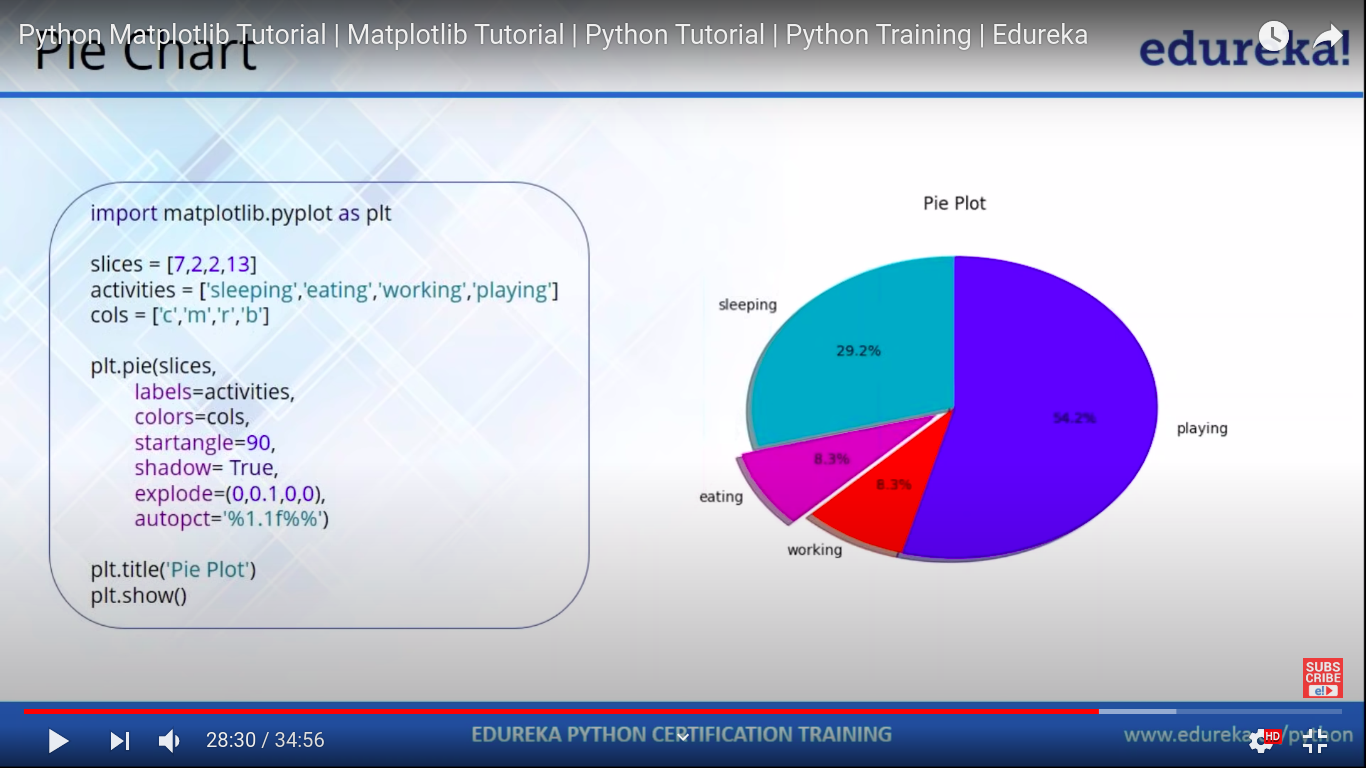 Python Matplotlib Tutorial | Matplotlib Tutorial | Python Tutorial | Python Training | Edureka
Pie Chart
edureka!
import matplotlib.pyplot as plt
slices = [7,2,2,13]
activities = ['sleeping','eating','working','playing']
cols = ['c','m','r','b']
plt.pie(slices,
labels=activities,
colors=cols,
startangle=90,
shadow= True,
explode=(0,0.1,0,0),
autopct='%1.1f%%')
plt.title('Pie Plot')
plt.show()
Pie Plot
sleeping
29.2%
54.2%
playing
8.3%
eating
8.3%
working
SUBS
CRIBE
e!
28:30 / 34:56
EDUREKA PYTHON CERTIFICATION TRAINING
www.edureka.co/python
HD